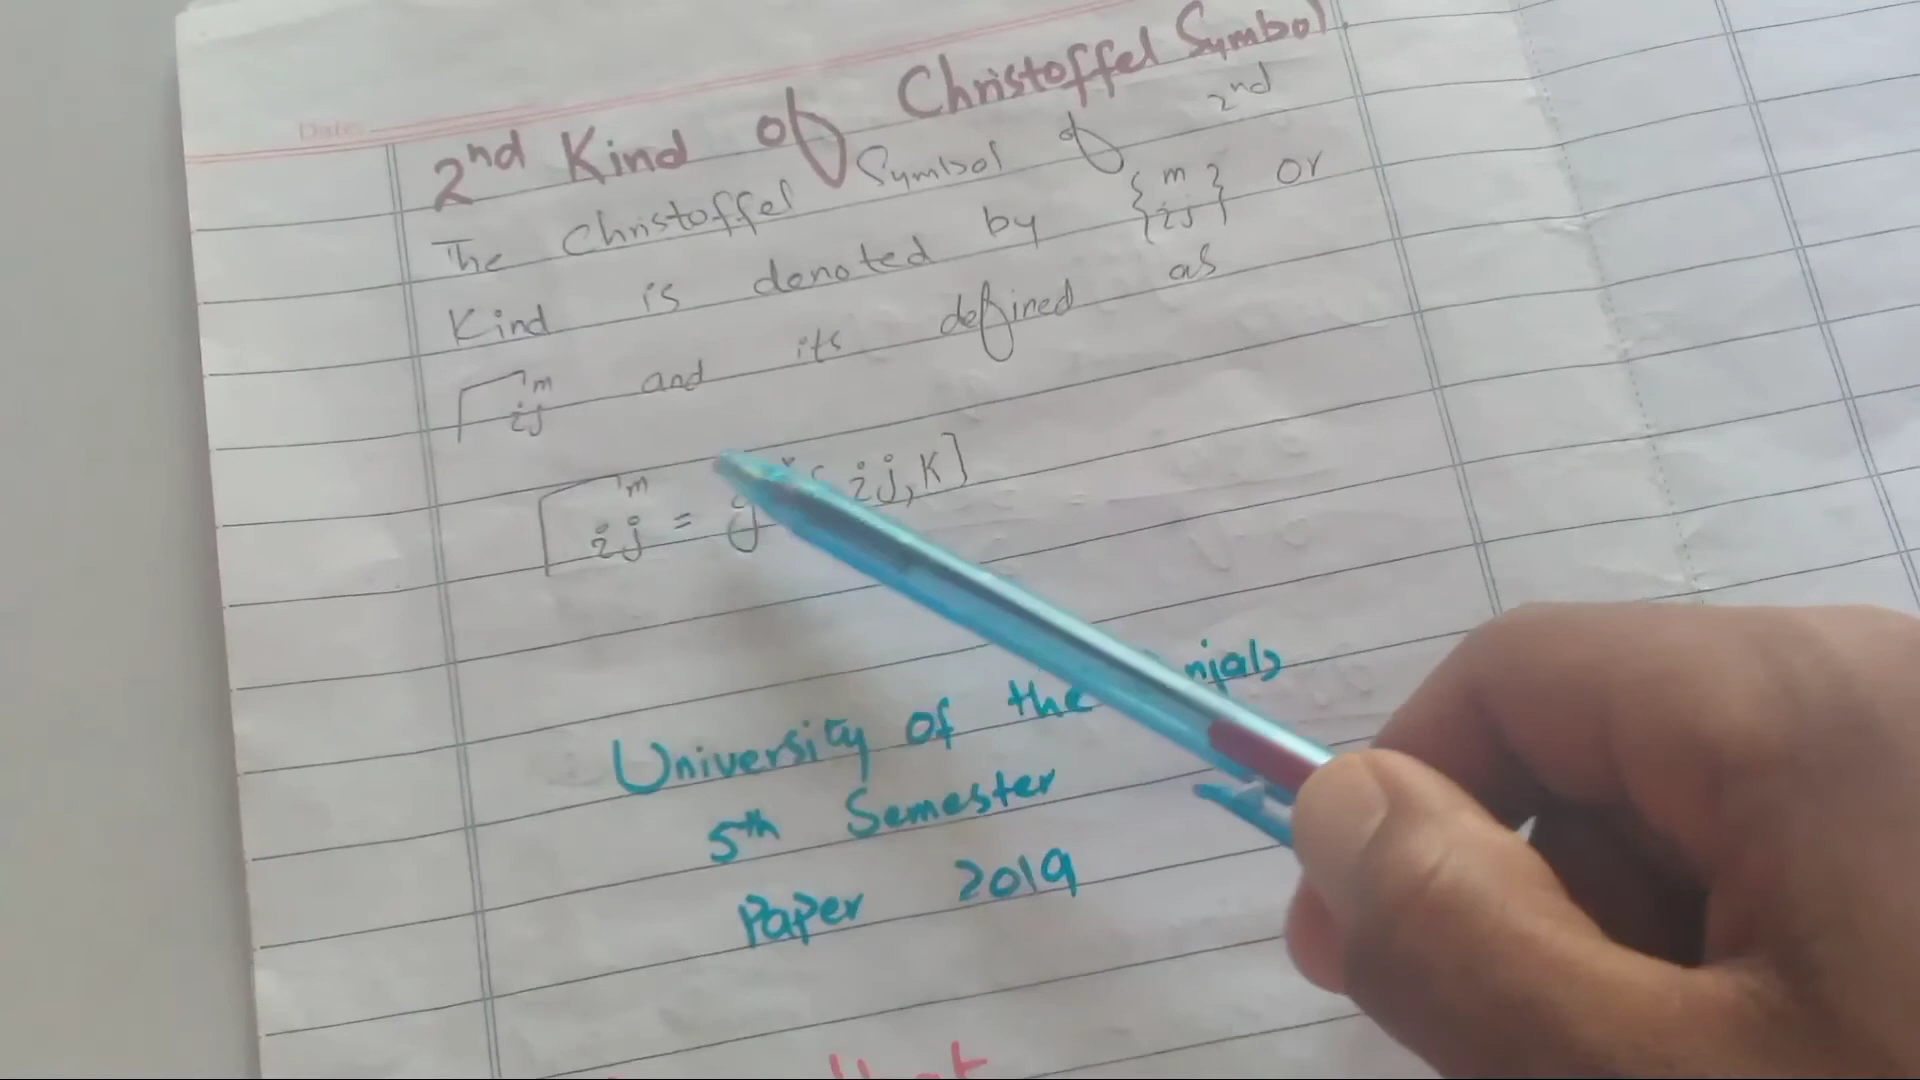 Date:
2nd Kind of Christoffel Symbol.
The Christoffel Symbol of 2nd
Kind is denoted by {m ij} or
Γ^m_ij and its defined as
Γ^m_ij = g [ij,K]
University of the
5th Semester
Paper 2019